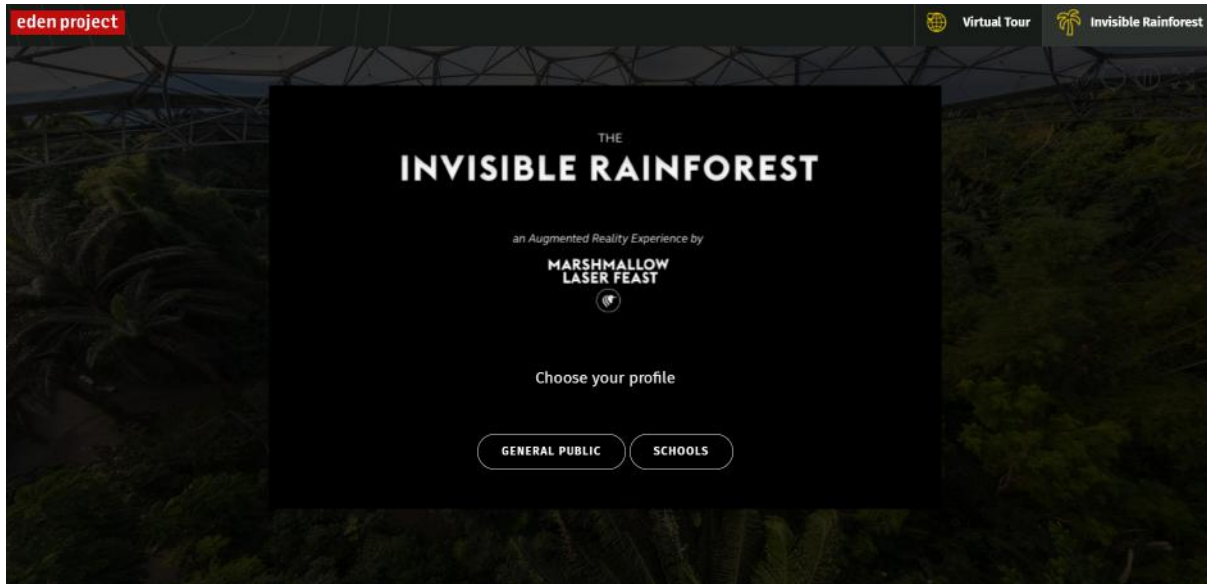 eden project
Virtual Tour
Invisible Rainforest
THE
INVISIBLE RAINFOREST
an Augmented Reality Experience by
MARSHMALLOW
LASER FEAST
Choose your profile
GENERAL PUBLIC
SCHOOLS